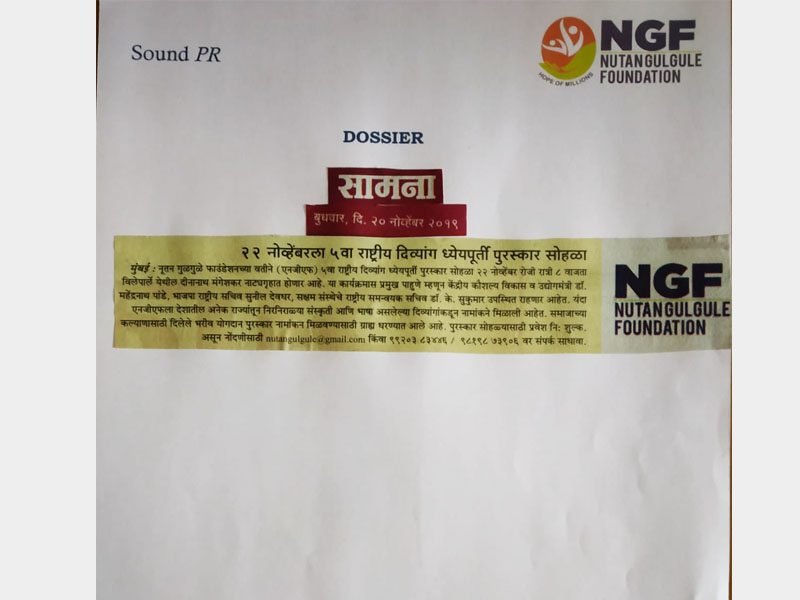 Sound PR
NGF
NUTAN GULGULE
FOUNDATION
HOPE OF MILLIONS
DOSSIER
सामना
बुधवार, दि. २० नोव्हेंबर २०१९
२२ नोव्हेंबरला ५वा राष्ट्रीय दिव्यांग ध्येयपूर्ती पुरस्कार सोहळा
मुंबई : नूतन गुळगुळे फाउंडेशनच्या वतीने (एनजीएफ) ५वा राष्ट्रीय दिव्यांग ध्येयपूर्ती पुरस्कार सोहळा २२ नोव्हेंबर रोजी रात्री ८ वाजता
विलेपार्ले येथील दीनानाथ मंगेशकर नाट्यगृहात होणार आहे. या कार्यक्रमास प्रमुख पाहुणे म्हणून केंद्रीय कौशल्य विकास व उद्योगमंत्री डॉ.
महेंद्रनाथ पांडे, भाजपा राष्ट्रीय सचिव सुनील देवधर, सक्षम संस्थेचे राष्ट्रीय समन्वयक सचिव डॉ. के. सुकुमार उपस्थित राहणार आहेत. यंदा
एनजीएफला देशातील अनेक राज्यांतून निरनिराळ्या संस्कृती आणि भाषा असलेल्या दिव्यांगांकडून नामांकने मिळाली आहेत. समाजाच्या
कल्याणासाठी दिलेले भरीव योगदान पुरस्कार नामांकन मिळवण्यासाठी ग्राह्य धरण्यात आले आहे. पुरस्कार सोहळ्यासाठी प्रवेश नि: शुल्क.
असून नोंदणीसाठी nutangulgule@gmail.com किंवा ९९२०३ ८३४४६ / ९८१९८ ७३९०६ वर संपर्क साधावा.
NGF
NUTAN GULGULE
FOUNDATION